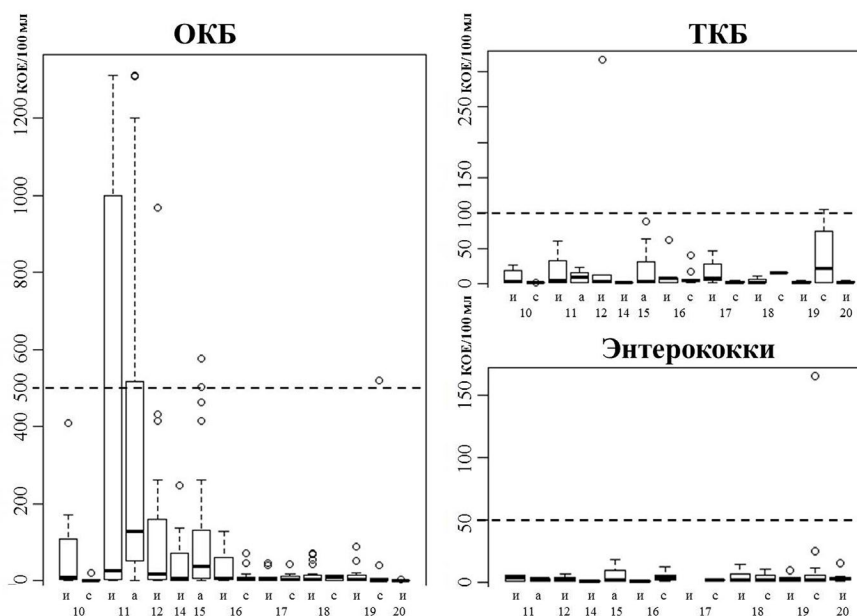 ОКБ
КОЕ/100 мл
1200
1000
800
600
500
400
200
0
и с и а и и а и с и с и с и с и
10 11 12 14 15 16 17 18 19 20
ТКБ
КОЕ/100 мл
250
150
100
50
0
и с и а и и а и с и с и с и с и
10 11 12 14 15 16 17 18 19 20
Энтерококки
КОЕ/100 мл
150
100
50
0
и а и и а и с и с и с и с и
11 12 14 15 16 17 18 19 20